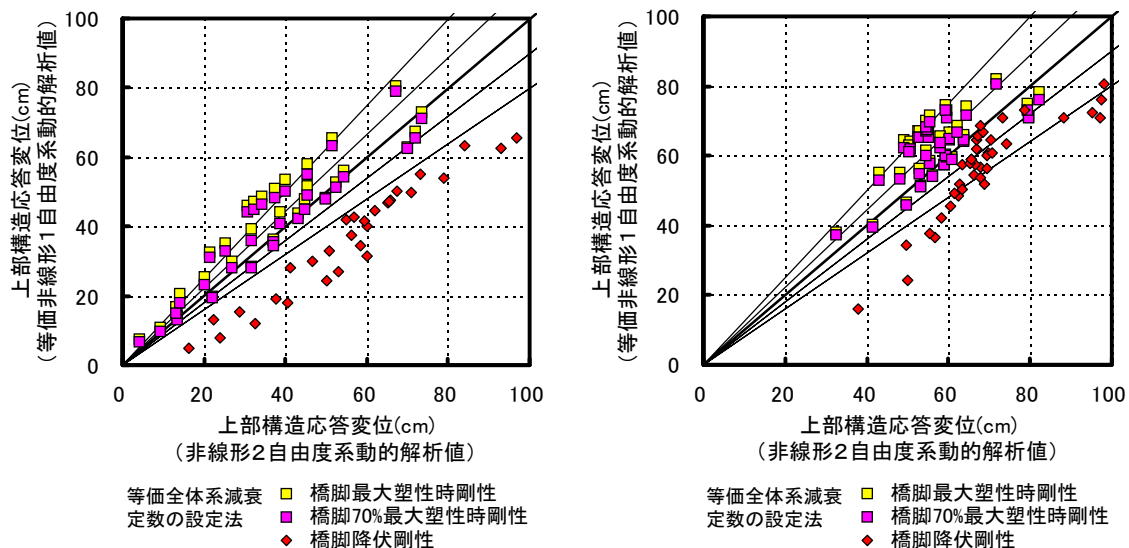 上部構造応答変位(cm)
(等価非線形1自由度系動的解析値)
100
80
60
40
20
0
0 20 40 60 80 100
上部構造応答変位(cm)
(非線形2自由度系動的解析値)
等価全体系減衰
定数の設定法
橋脚最大塑性時剛性
橋脚70%最大塑性時剛性
橋脚降伏剛性
上部構造応答変位(cm)
(等価非線形1自由度系動的解析値)
100
80
60
40
20
0
0 20 40 60 80 100
上部構造応答変位(cm)
(非線形2自由度系動的解析値)
等価全体系減衰
定数の設定法
橋脚最大塑性時剛性
橋脚70%最大塑性時剛性
橋脚降伏剛性